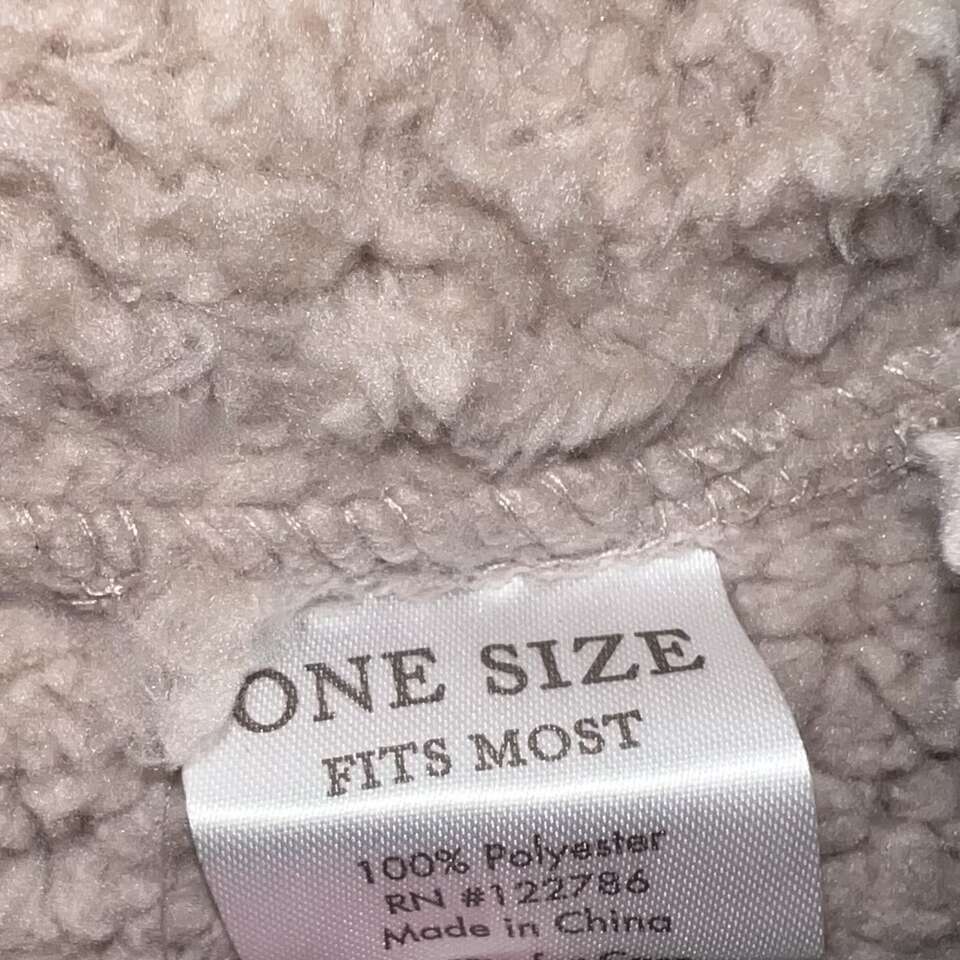 ONE SIZE
FITS MOST
100% Polyester
RN #122786
Made in China